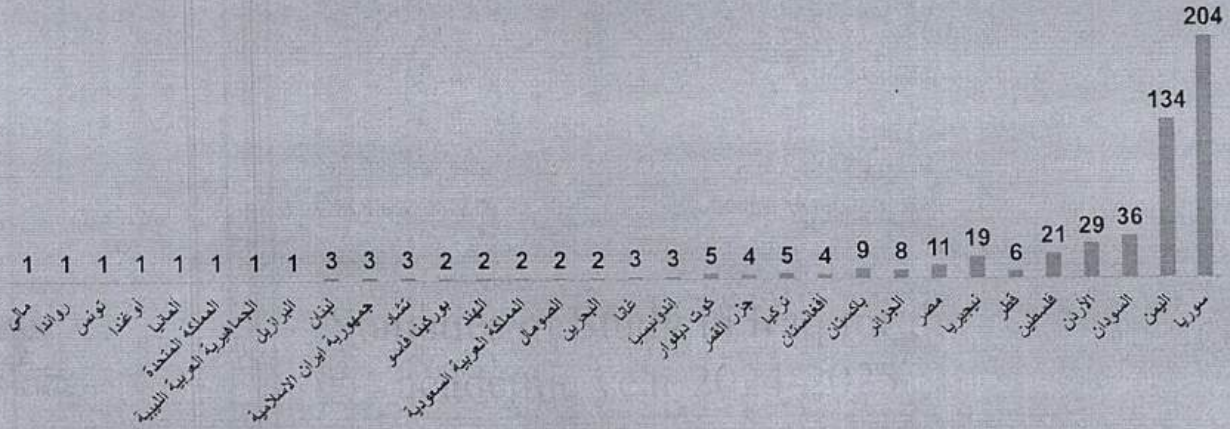 204
134
36
29
21
6
19
11
8
9
4
5
4
5
3
3
2
2
2
2
2
3
3
3
1
1
1
1
1
1
1
1
سوريا
اليمن
السودان
الأردن
فلسطين
قطر
نيجيريا
مصر
الجزائر
باكستان
افغانستان
تركيا
جزر القمر
كوت ديفوار
إندونيسيا
غانا
البحرين
الصومال
المملكة العربية السعودية
الهند
بوركينا فاسو
تشاد
جمهورية ايران الاسلامية
لبنان
البرازيل
الجماهيرية العربية الليبية
المملكة المتحدة
المانيا
أوغندا
تونس
رواندا
مالي